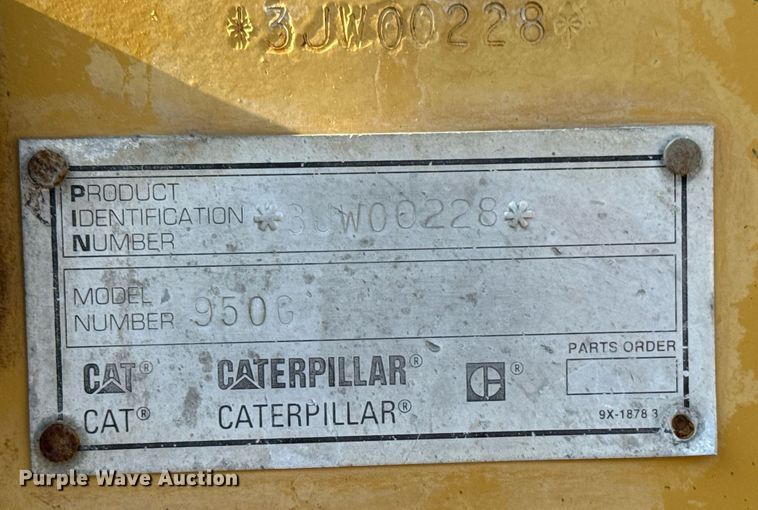 *3JW00228*
PRODUCT
IDENTIFICATION
NUMBER
*3JW00228*
MODEL
NUMBER
950G
PARTS ORDER
CAT® CATERPILLAR® ®
CAT® CATERPILLAR®
9X-1878 3
Purple Wave Auction